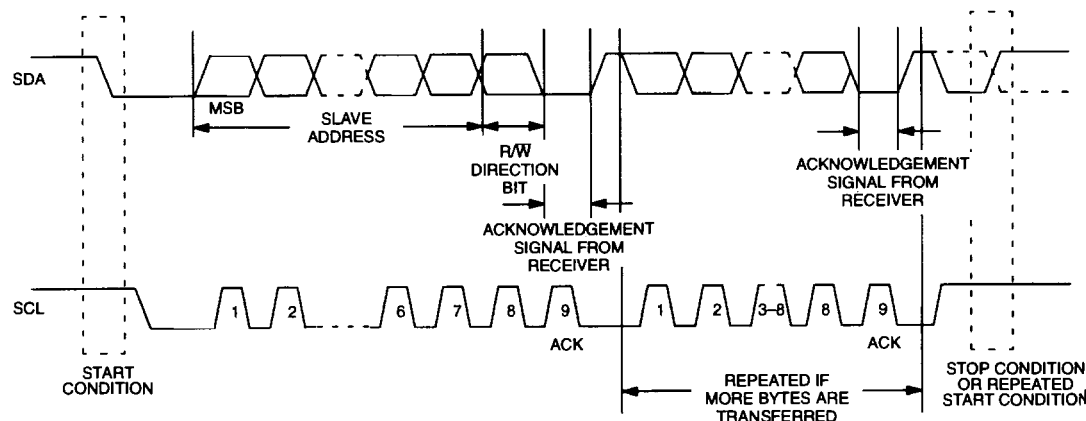 SDA
MSB
SLAVE
ADDRESS
R/W̅
DIRECTION
BIT
ACKNOWLEDGEMENT
SIGNAL FROM
RECEIVER
ACKNOWLEDGEMENT
SIGNAL FROM
RECEIVER
SCL
1
2
6
7
8
9
1
2
3–8
8
9
ACK
ACK
START
CONDITION
REPEATED IF
MORE BYTES ARE
TRANSFERRED
STOP CONDITION
OR REPEATED
START CONDITION